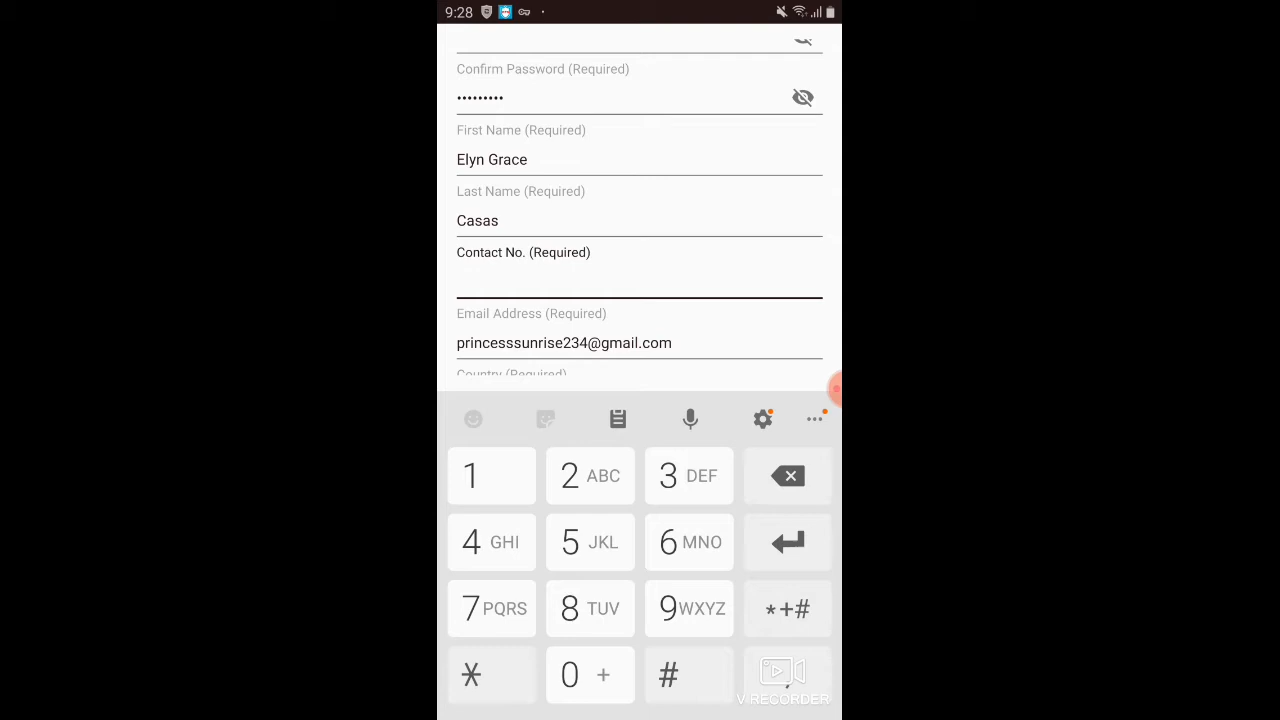 9:28
Confirm Password (Required)
•••••••••
First Name (Required)
Elyn Grace
Last Name (Required)
Casas
Contact No. (Required)
Email Address (Required)
princesssunrise234@gmail.com
Country (Required)
1
2 ABC
3 DEF
4 GHI
5 JKL
6 MNO
7 PQRS
8 TUV
9 WXYZ
*+#
*
0 +
#
,
V RECORDER